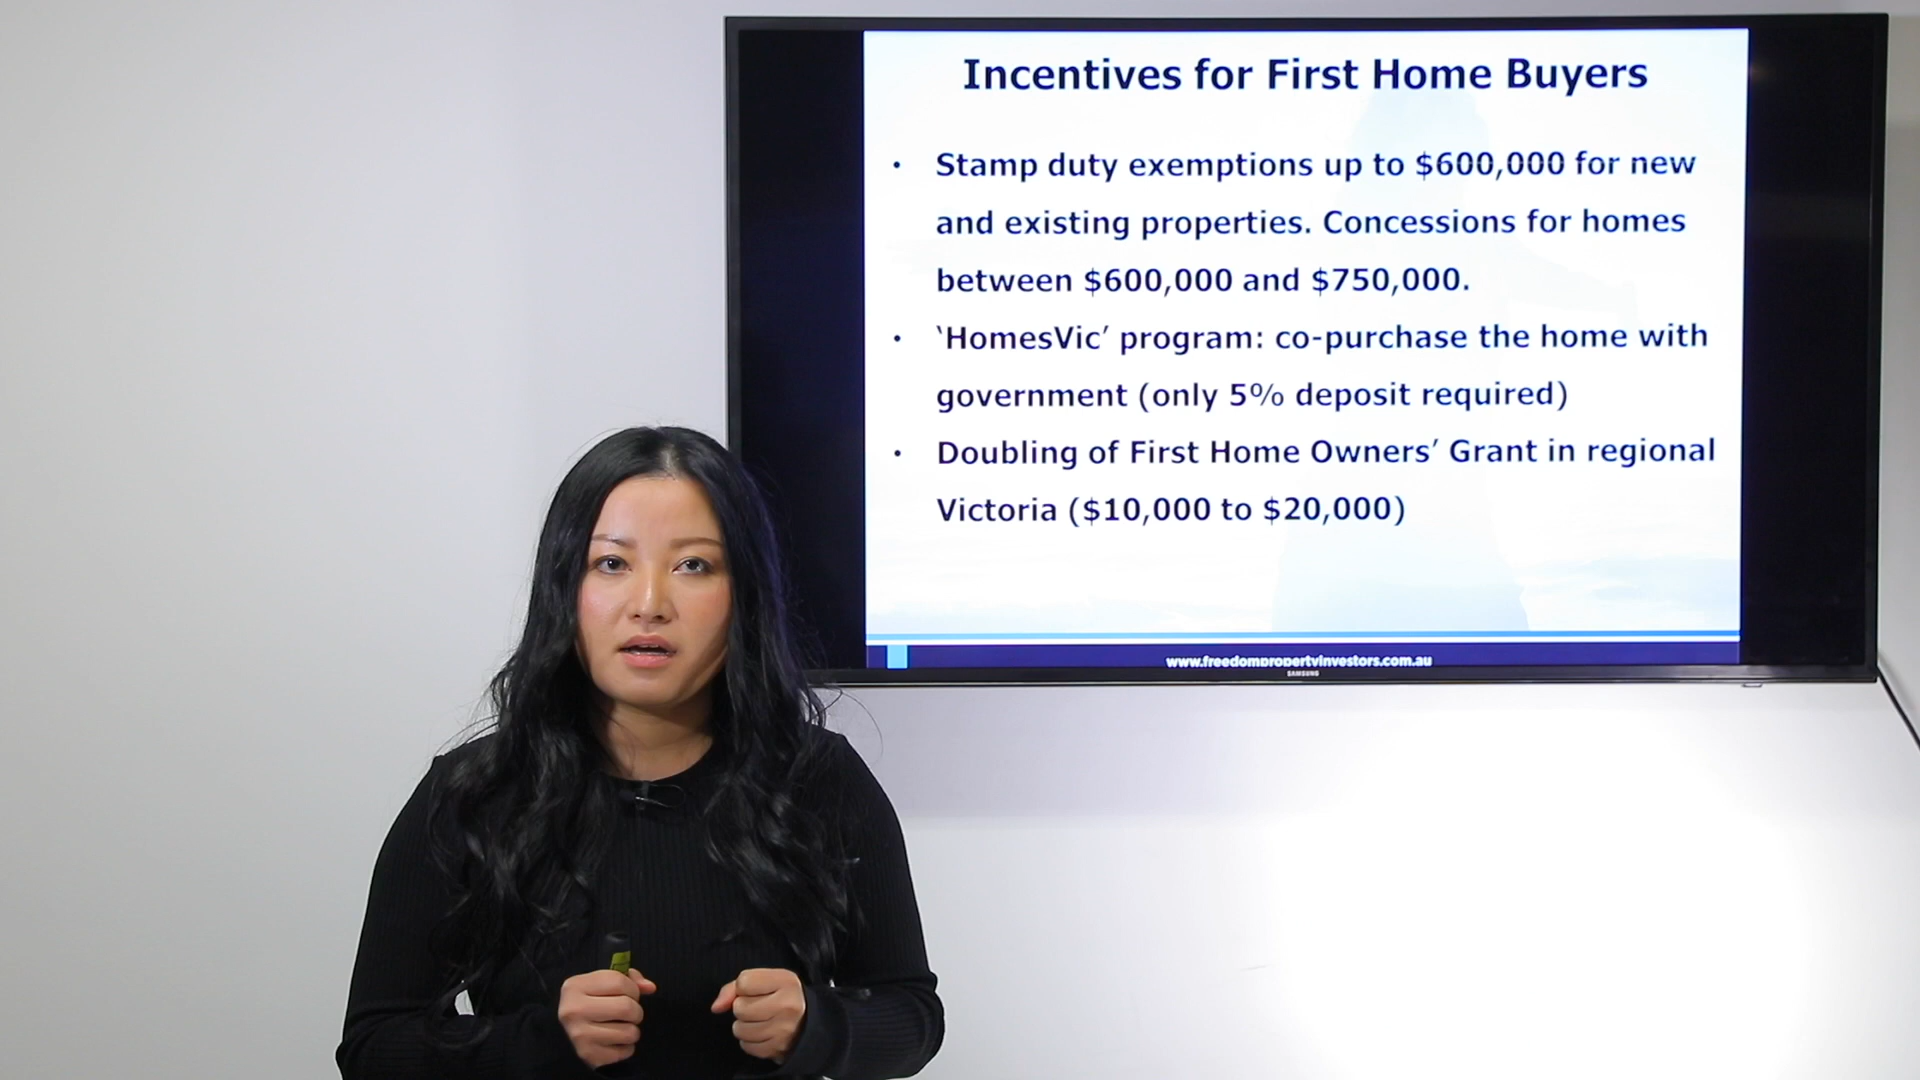 Incentives for First Home Buyers
• Stamp duty exemptions up to $600,000 for new
and existing properties. Concessions for homes
between $600,000 and $750,000.
• ‘HomesVic’ program: co-purchase the home with
government (only 5% deposit required)
• Doubling of First Home Owners’ Grant in regional
Victoria ($10,000 to $20,000)
www.freedompropertyinvestors.com.au
SAMSUNG